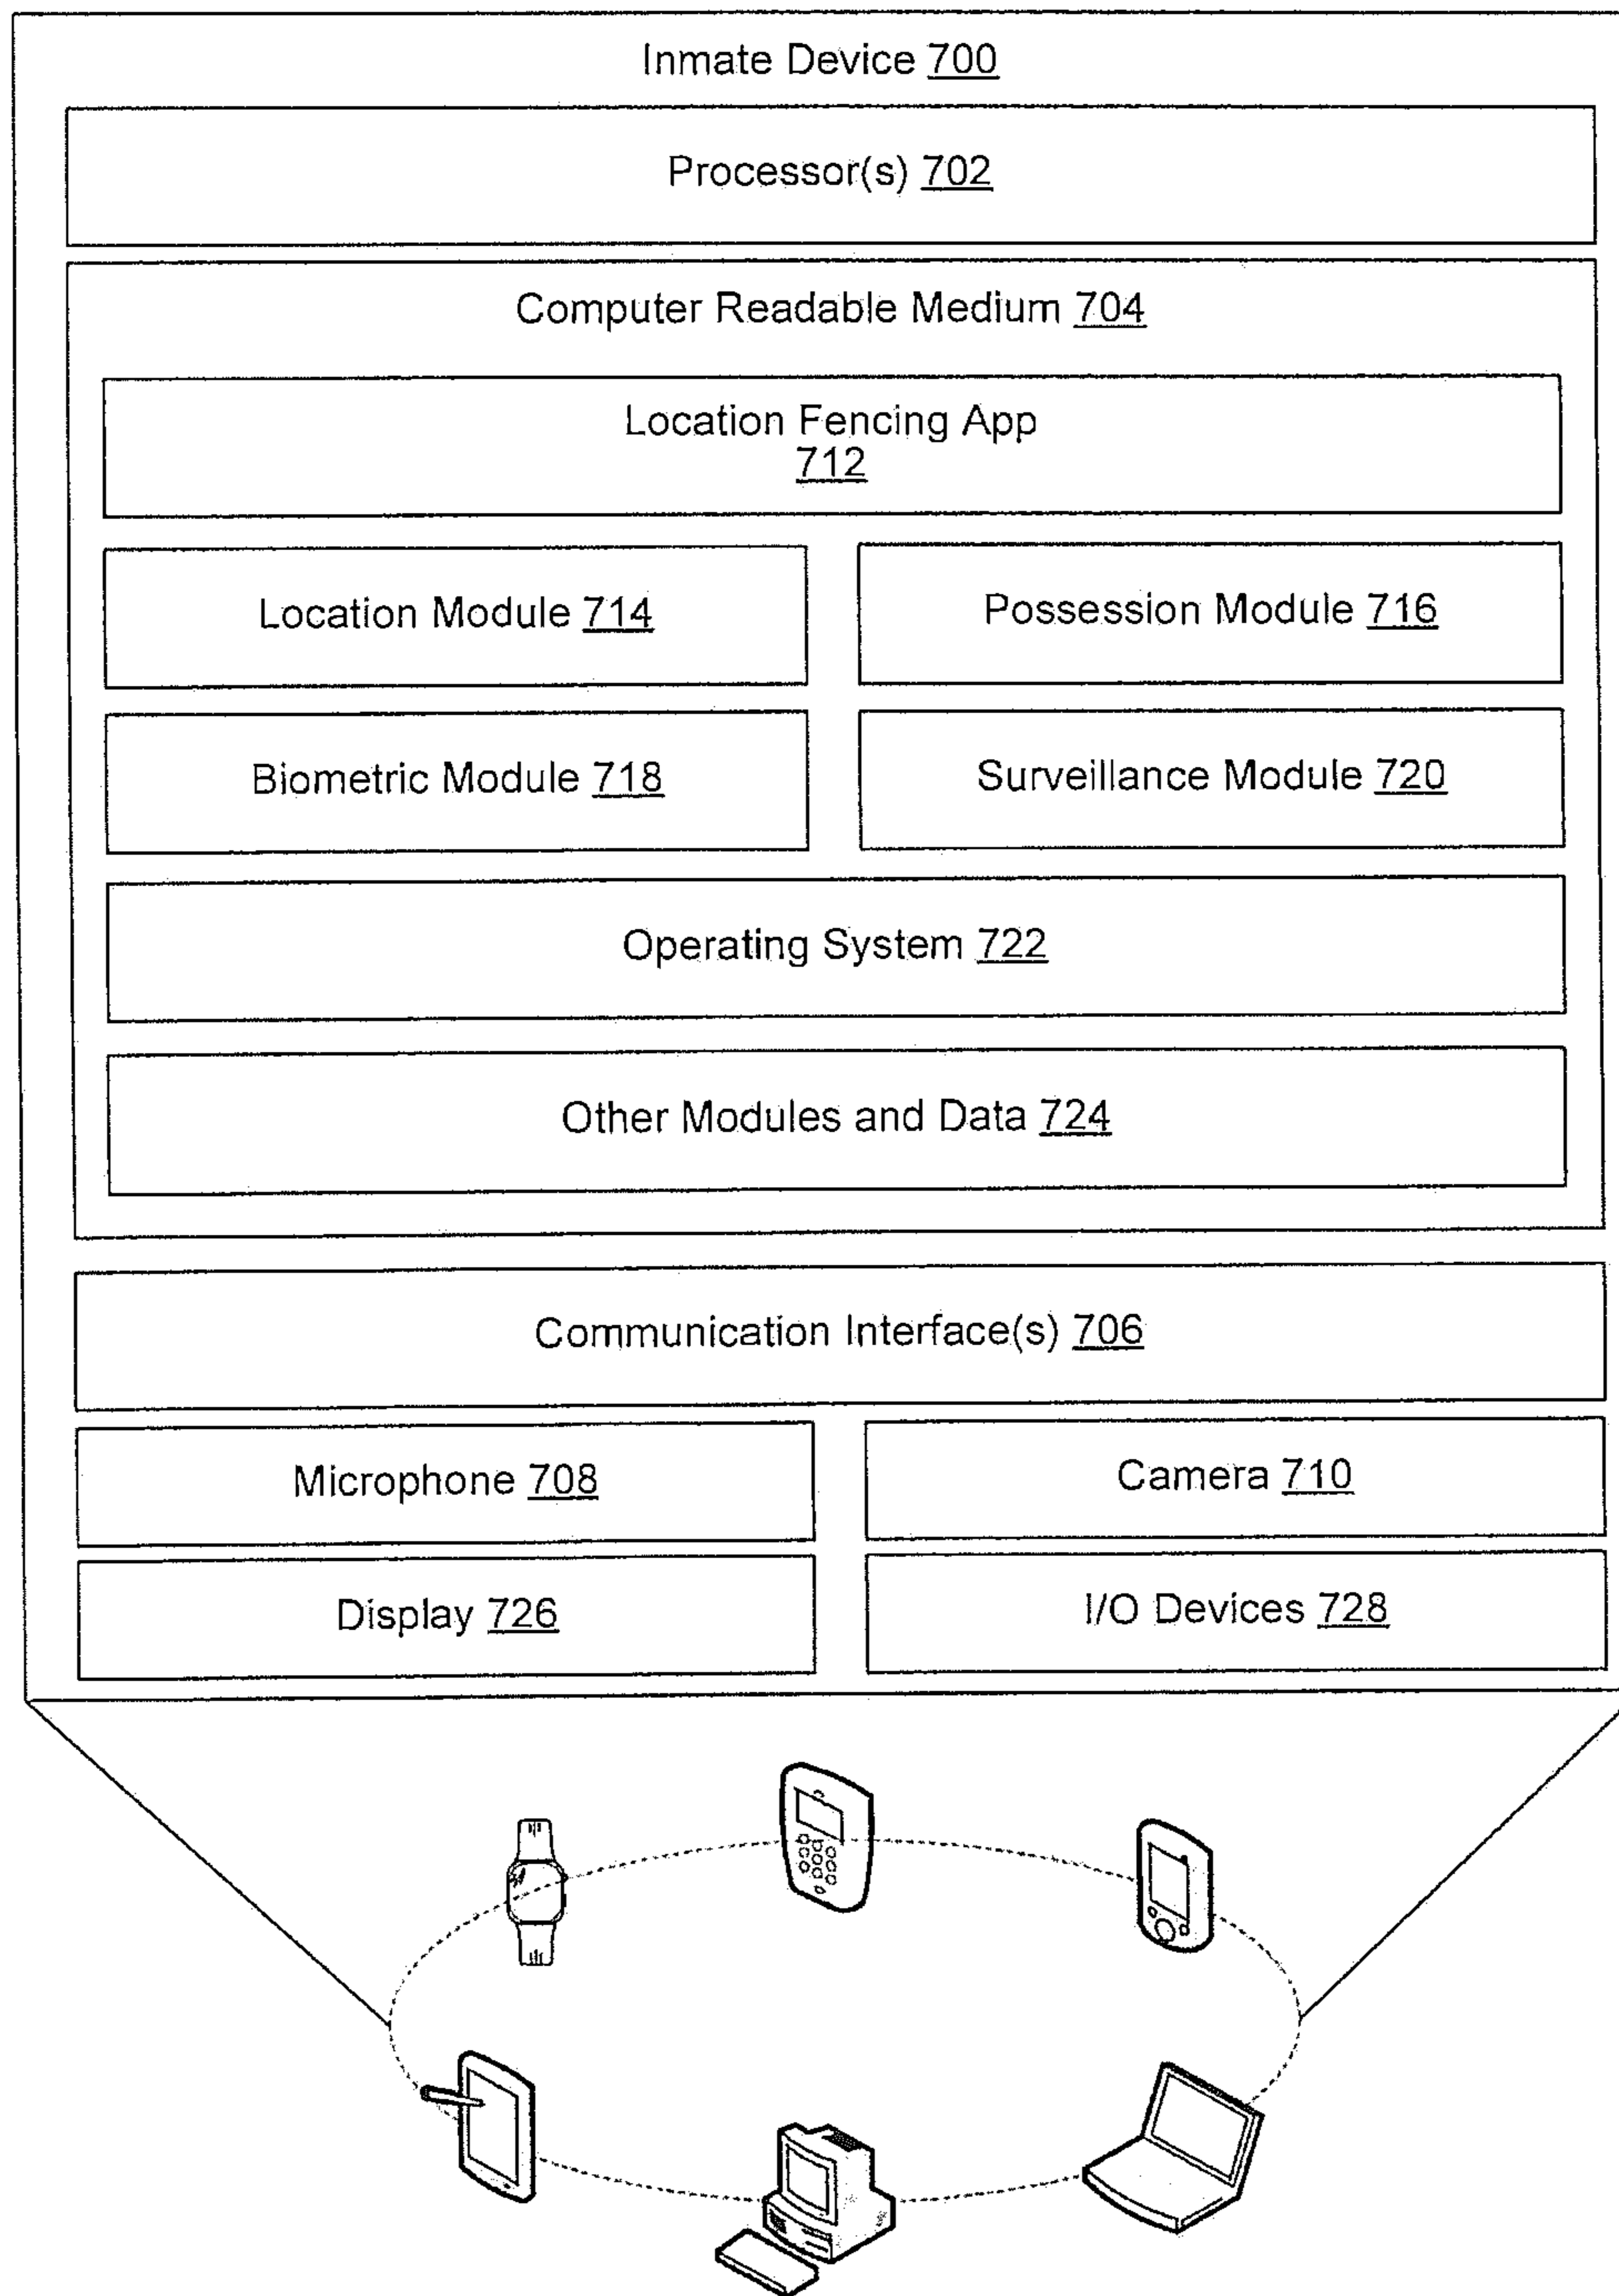 Inmate Device 700
Processor(s) 702
Computer Readable Medium 704
Location Fencing App
712
Location Module 714
Possession Module 716
Biometric Module 718
Surveillance Module 720
Operating System 722
Other Modules and Data 724
Communication Interface(s) 706
Microphone 708
Camera 710
Display 726
I/O Devices 728